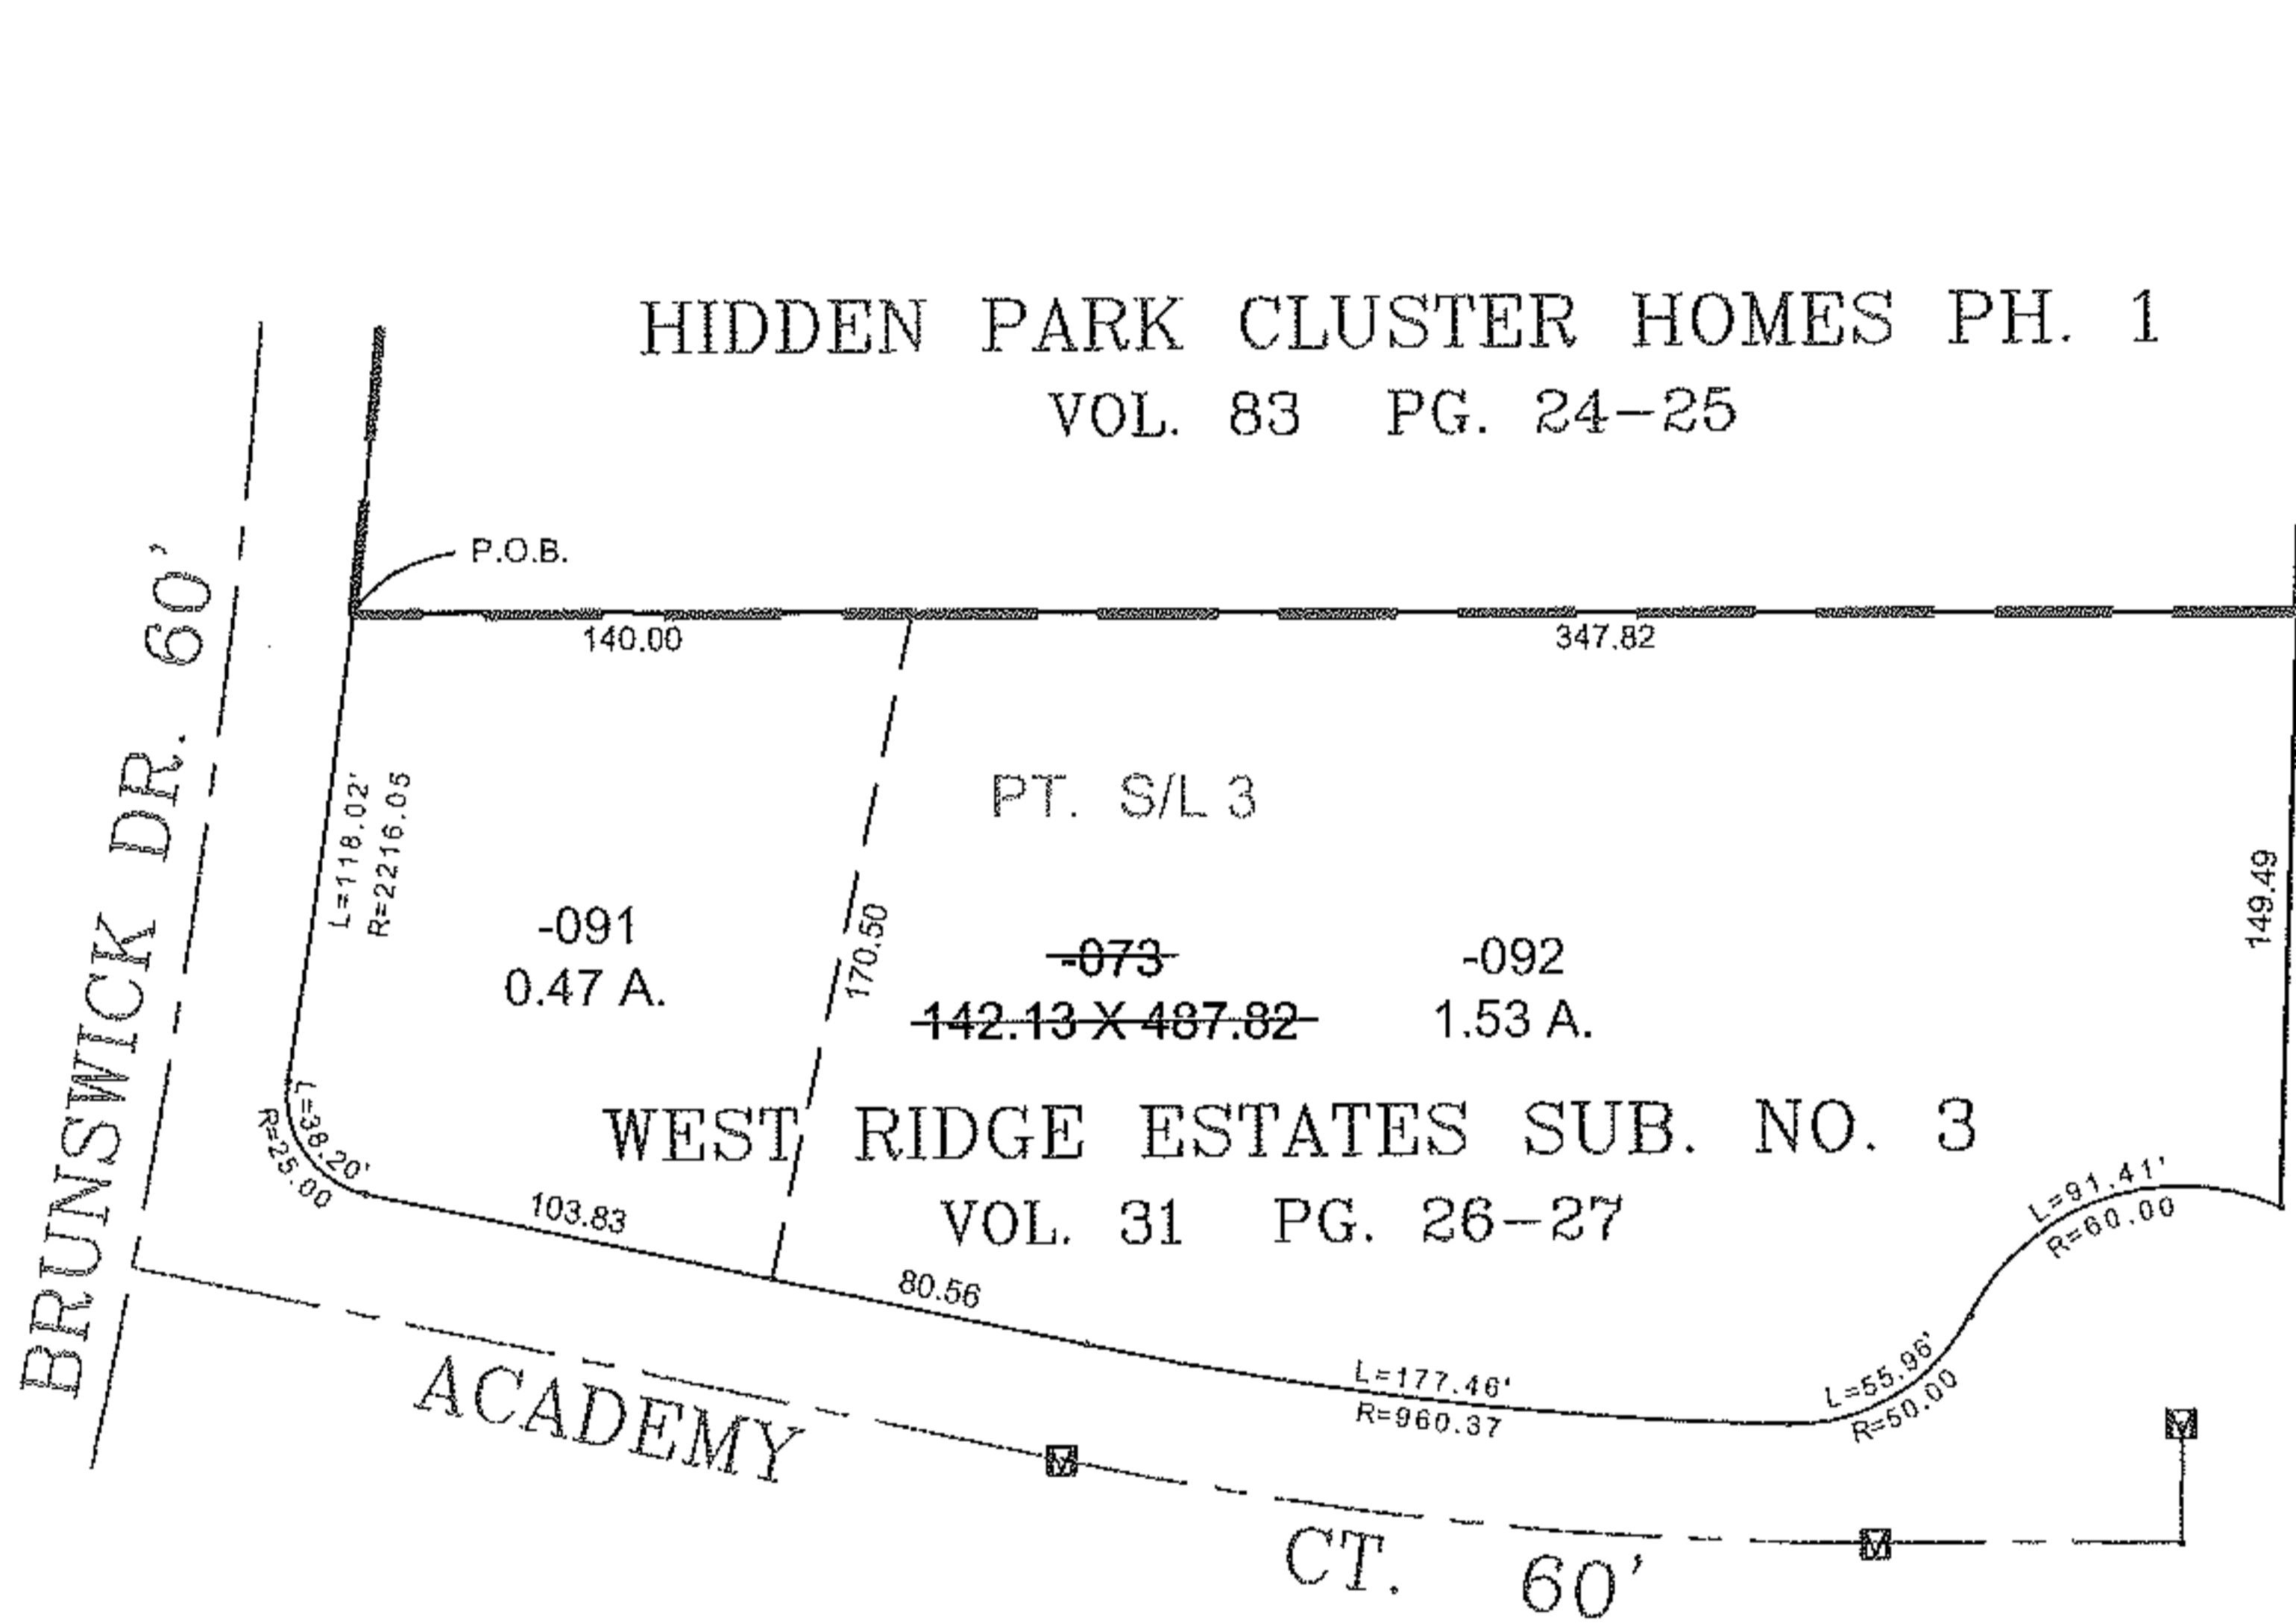 HIDDEN PARK CLUSTER HOMES PH. 1
VOL. 83 PG. 24-25
P.O.B.
140.00
347.82
BRUNSWICK DR. 60'
L=118.02'
R=2216.05
PT. S/L 3
170.50
149.49
-091
0.47 A.
-073
142.13 X 487.82
-092
1.53 A.
WEST RIDGE ESTATES SUB. NO. 3
VOL. 31 PG. 26-27
L=38.20'
R=25.00
103.83
80.56
L=91.41'
R=60.00
L=177.46'
R=960.37
L=55.96'
R=50.00
ACADEMY CT. 60'
M
M
M